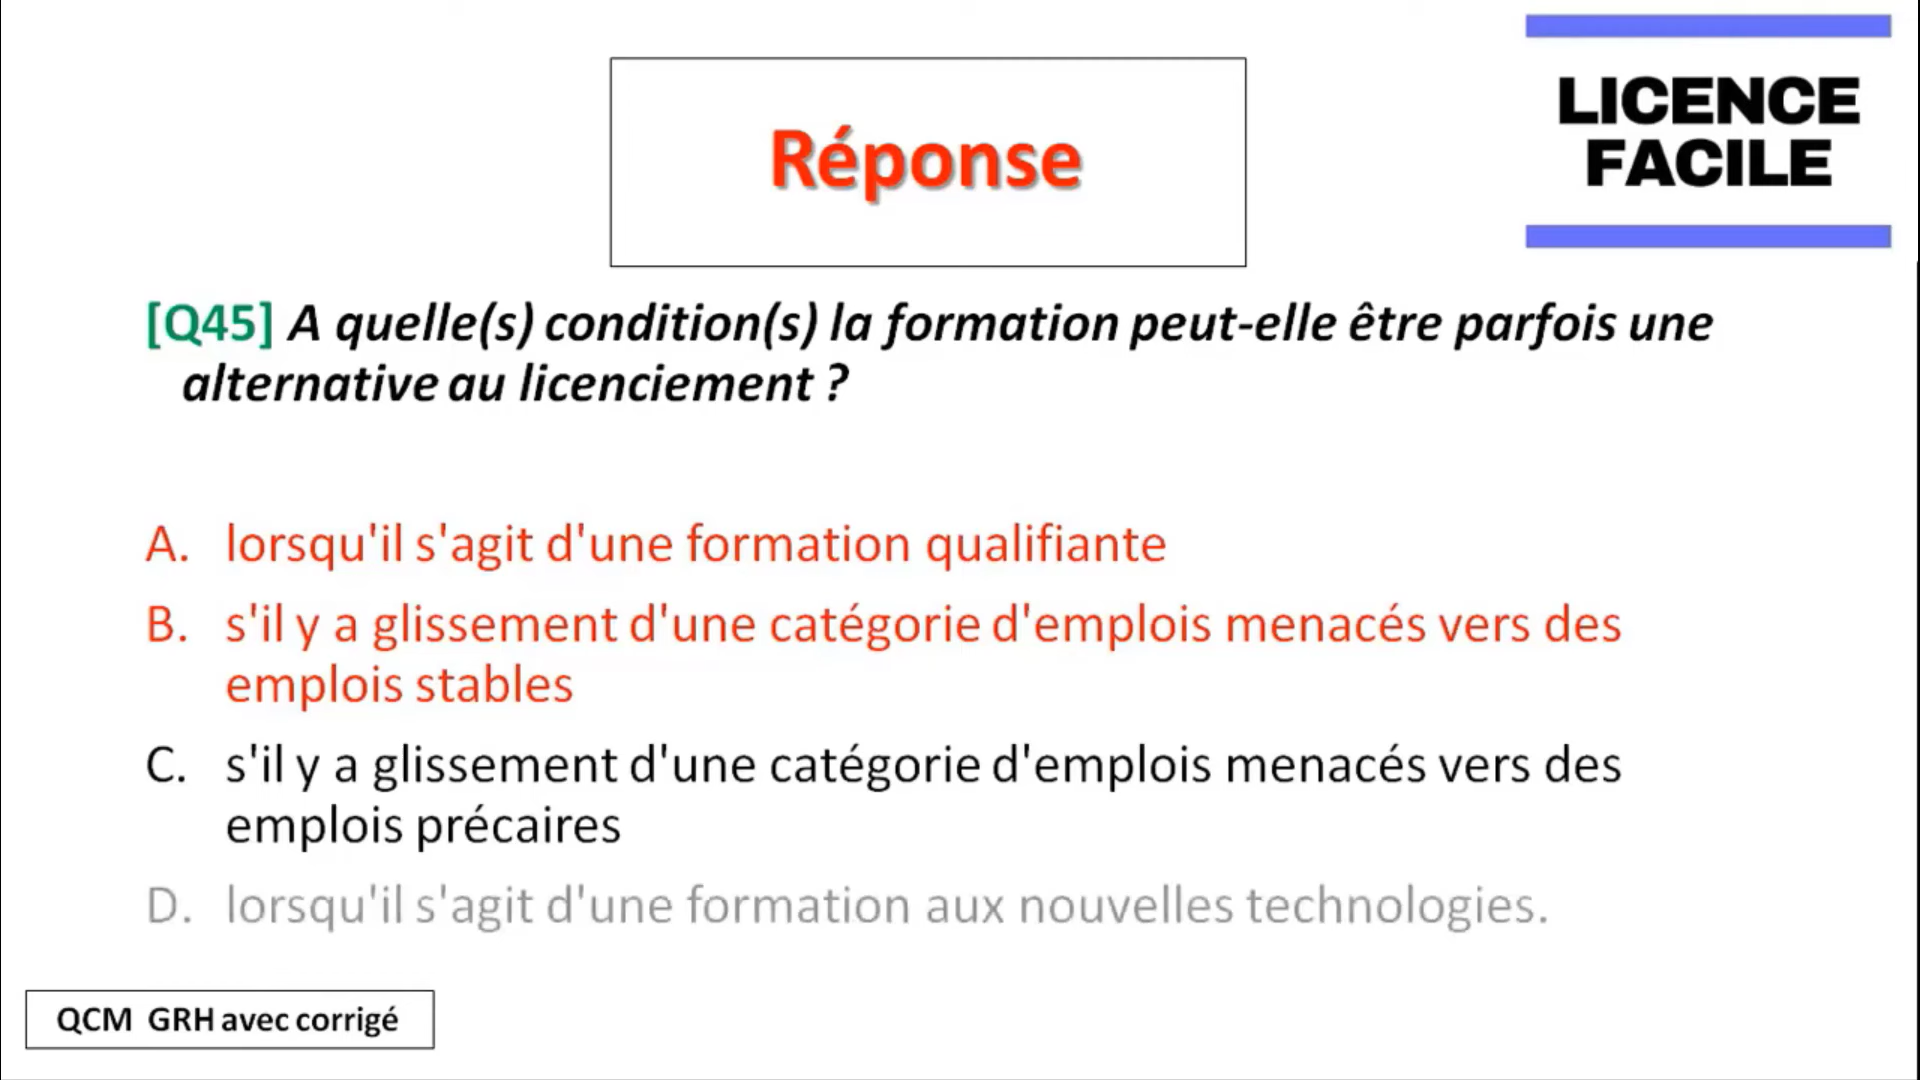 LICENCE
FACILE
Réponse
[Q45] A quelle(s) condition(s) la formation peut-elle être parfois une
alternative au licenciement ?
A. lorsqu'il s'agit d'une formation qualifiante
B. s'il y a glissement d'une catégorie d'emplois menacés vers des
emplois stables
C. s'il y a glissement d'une catégorie d'emplois menacés vers des
emplois précaires
D. lorsqu'il s'agit d'une formation aux nouvelles technologies.
QCM GRH avec corrigé